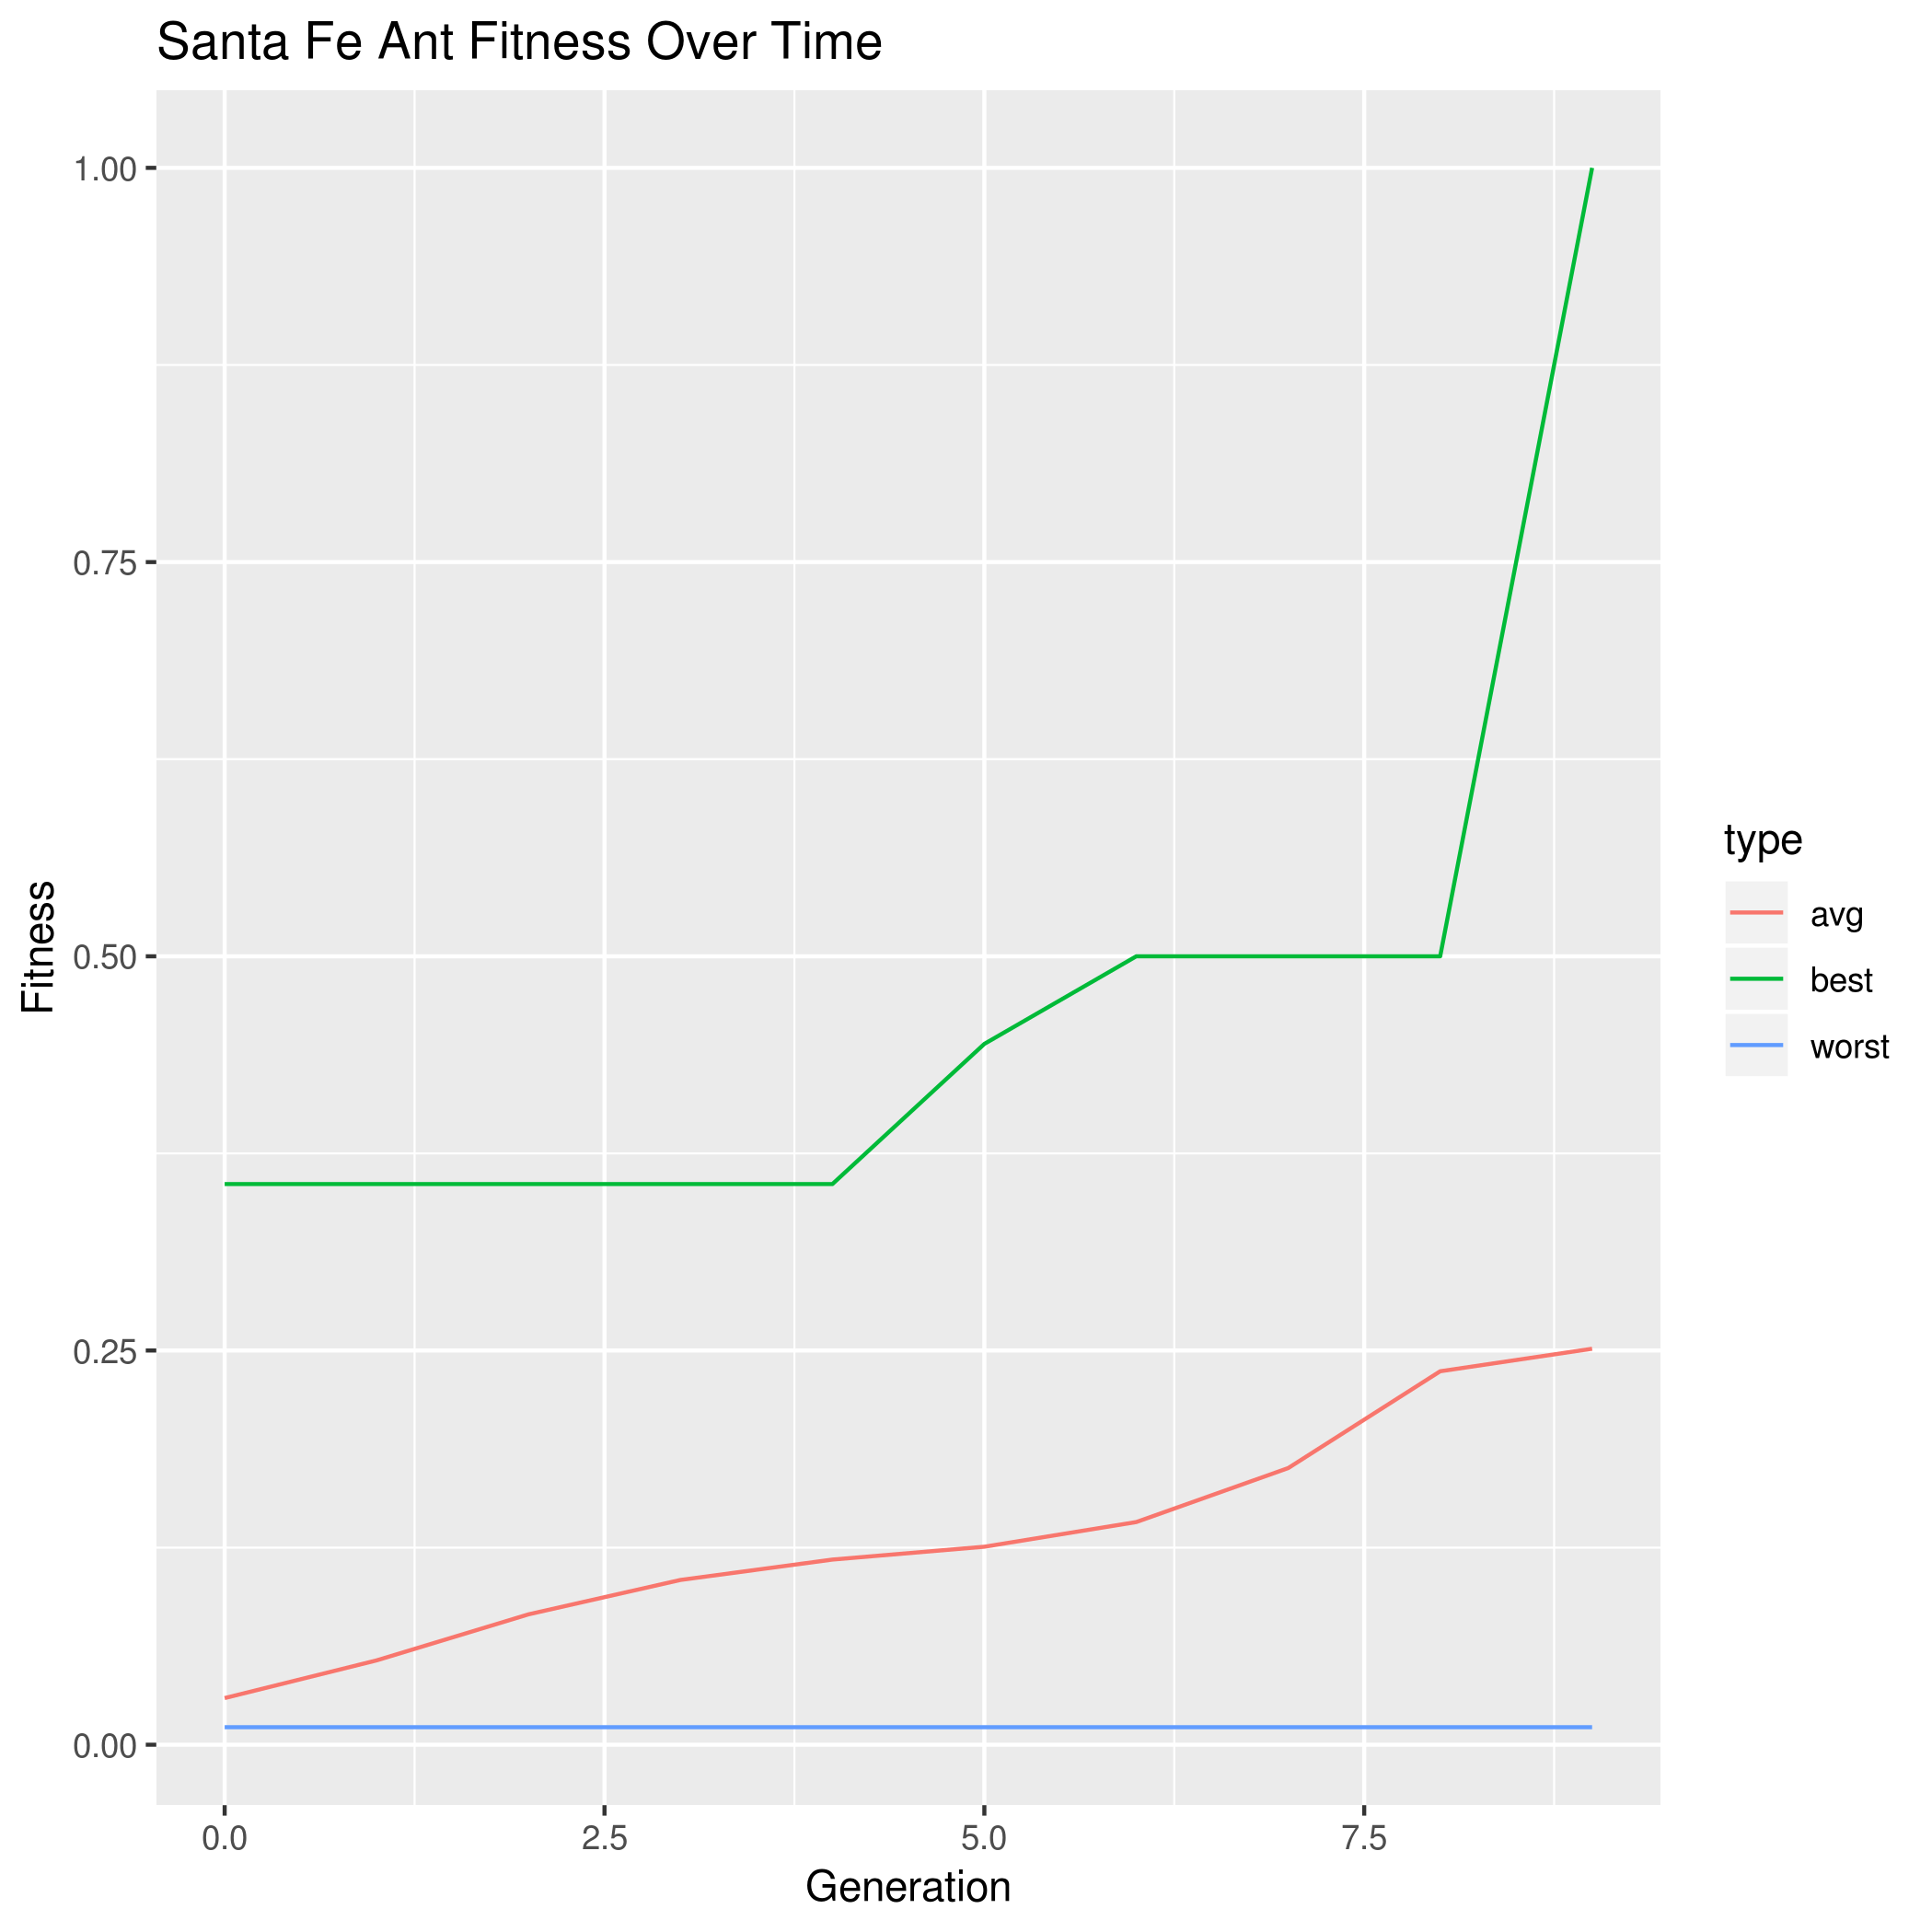 Santa Fe Ant Fitness Over Time
1.00
0.75
0.50
0.25
0.00
Fitness
0.0 2.5 5.0 7.5
Generation
type
avg
best
worst